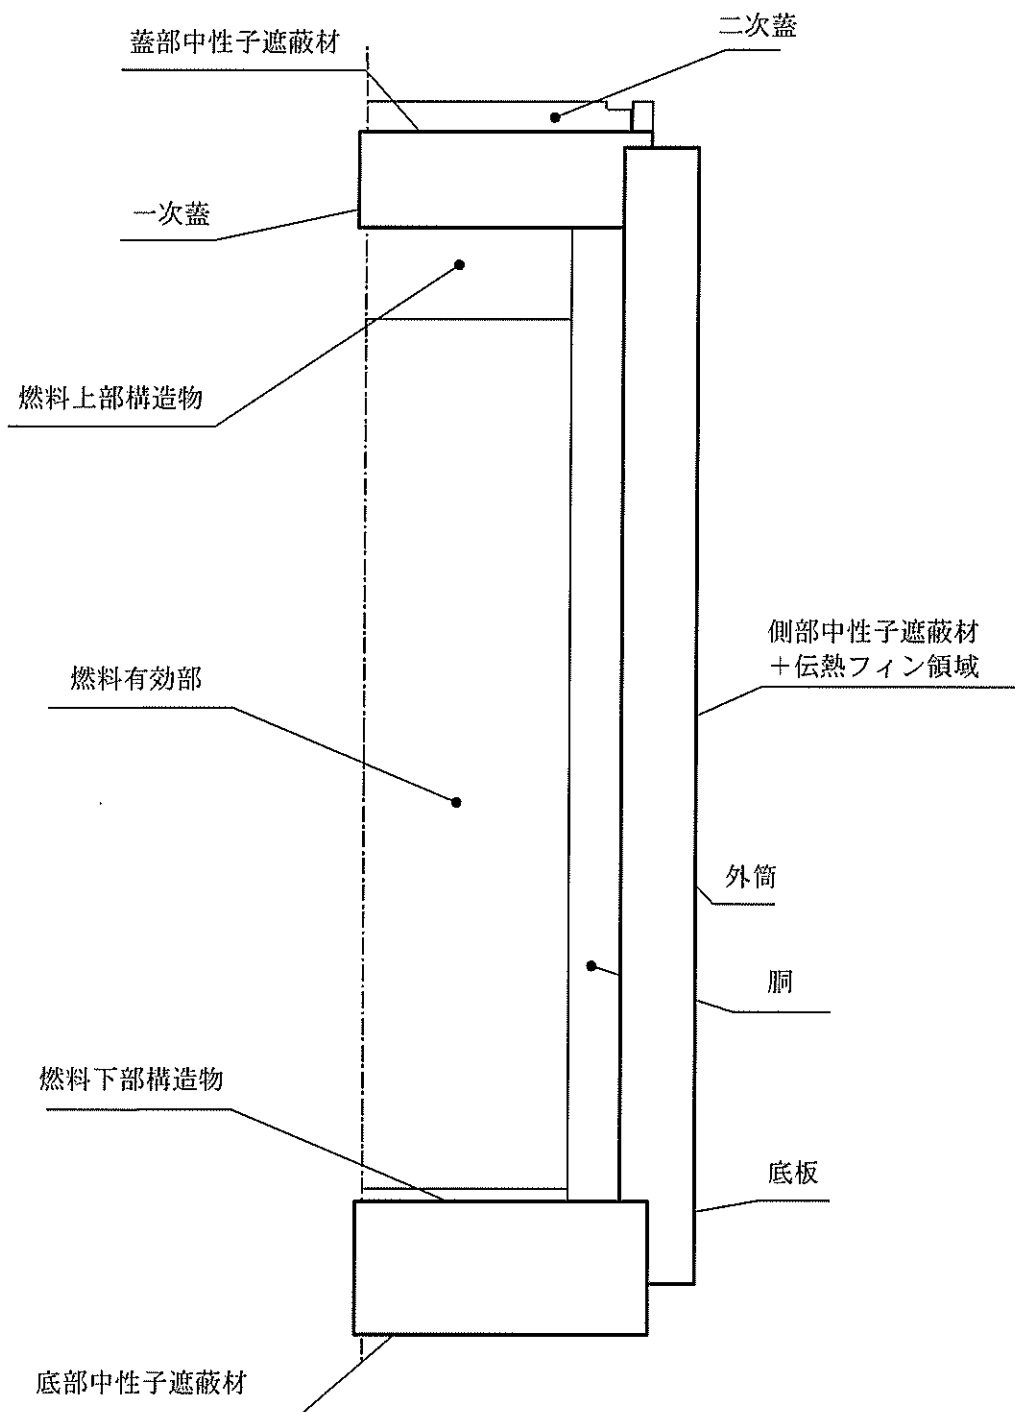 二次蓋
蓋部中性子遮蔽材
一次蓋
燃料上部構造物
側部中性子遮蔽材
+伝熱フィン領域
燃料有効部
外筒
胴
燃料下部構造物
底板
底部中性子遮蔽材